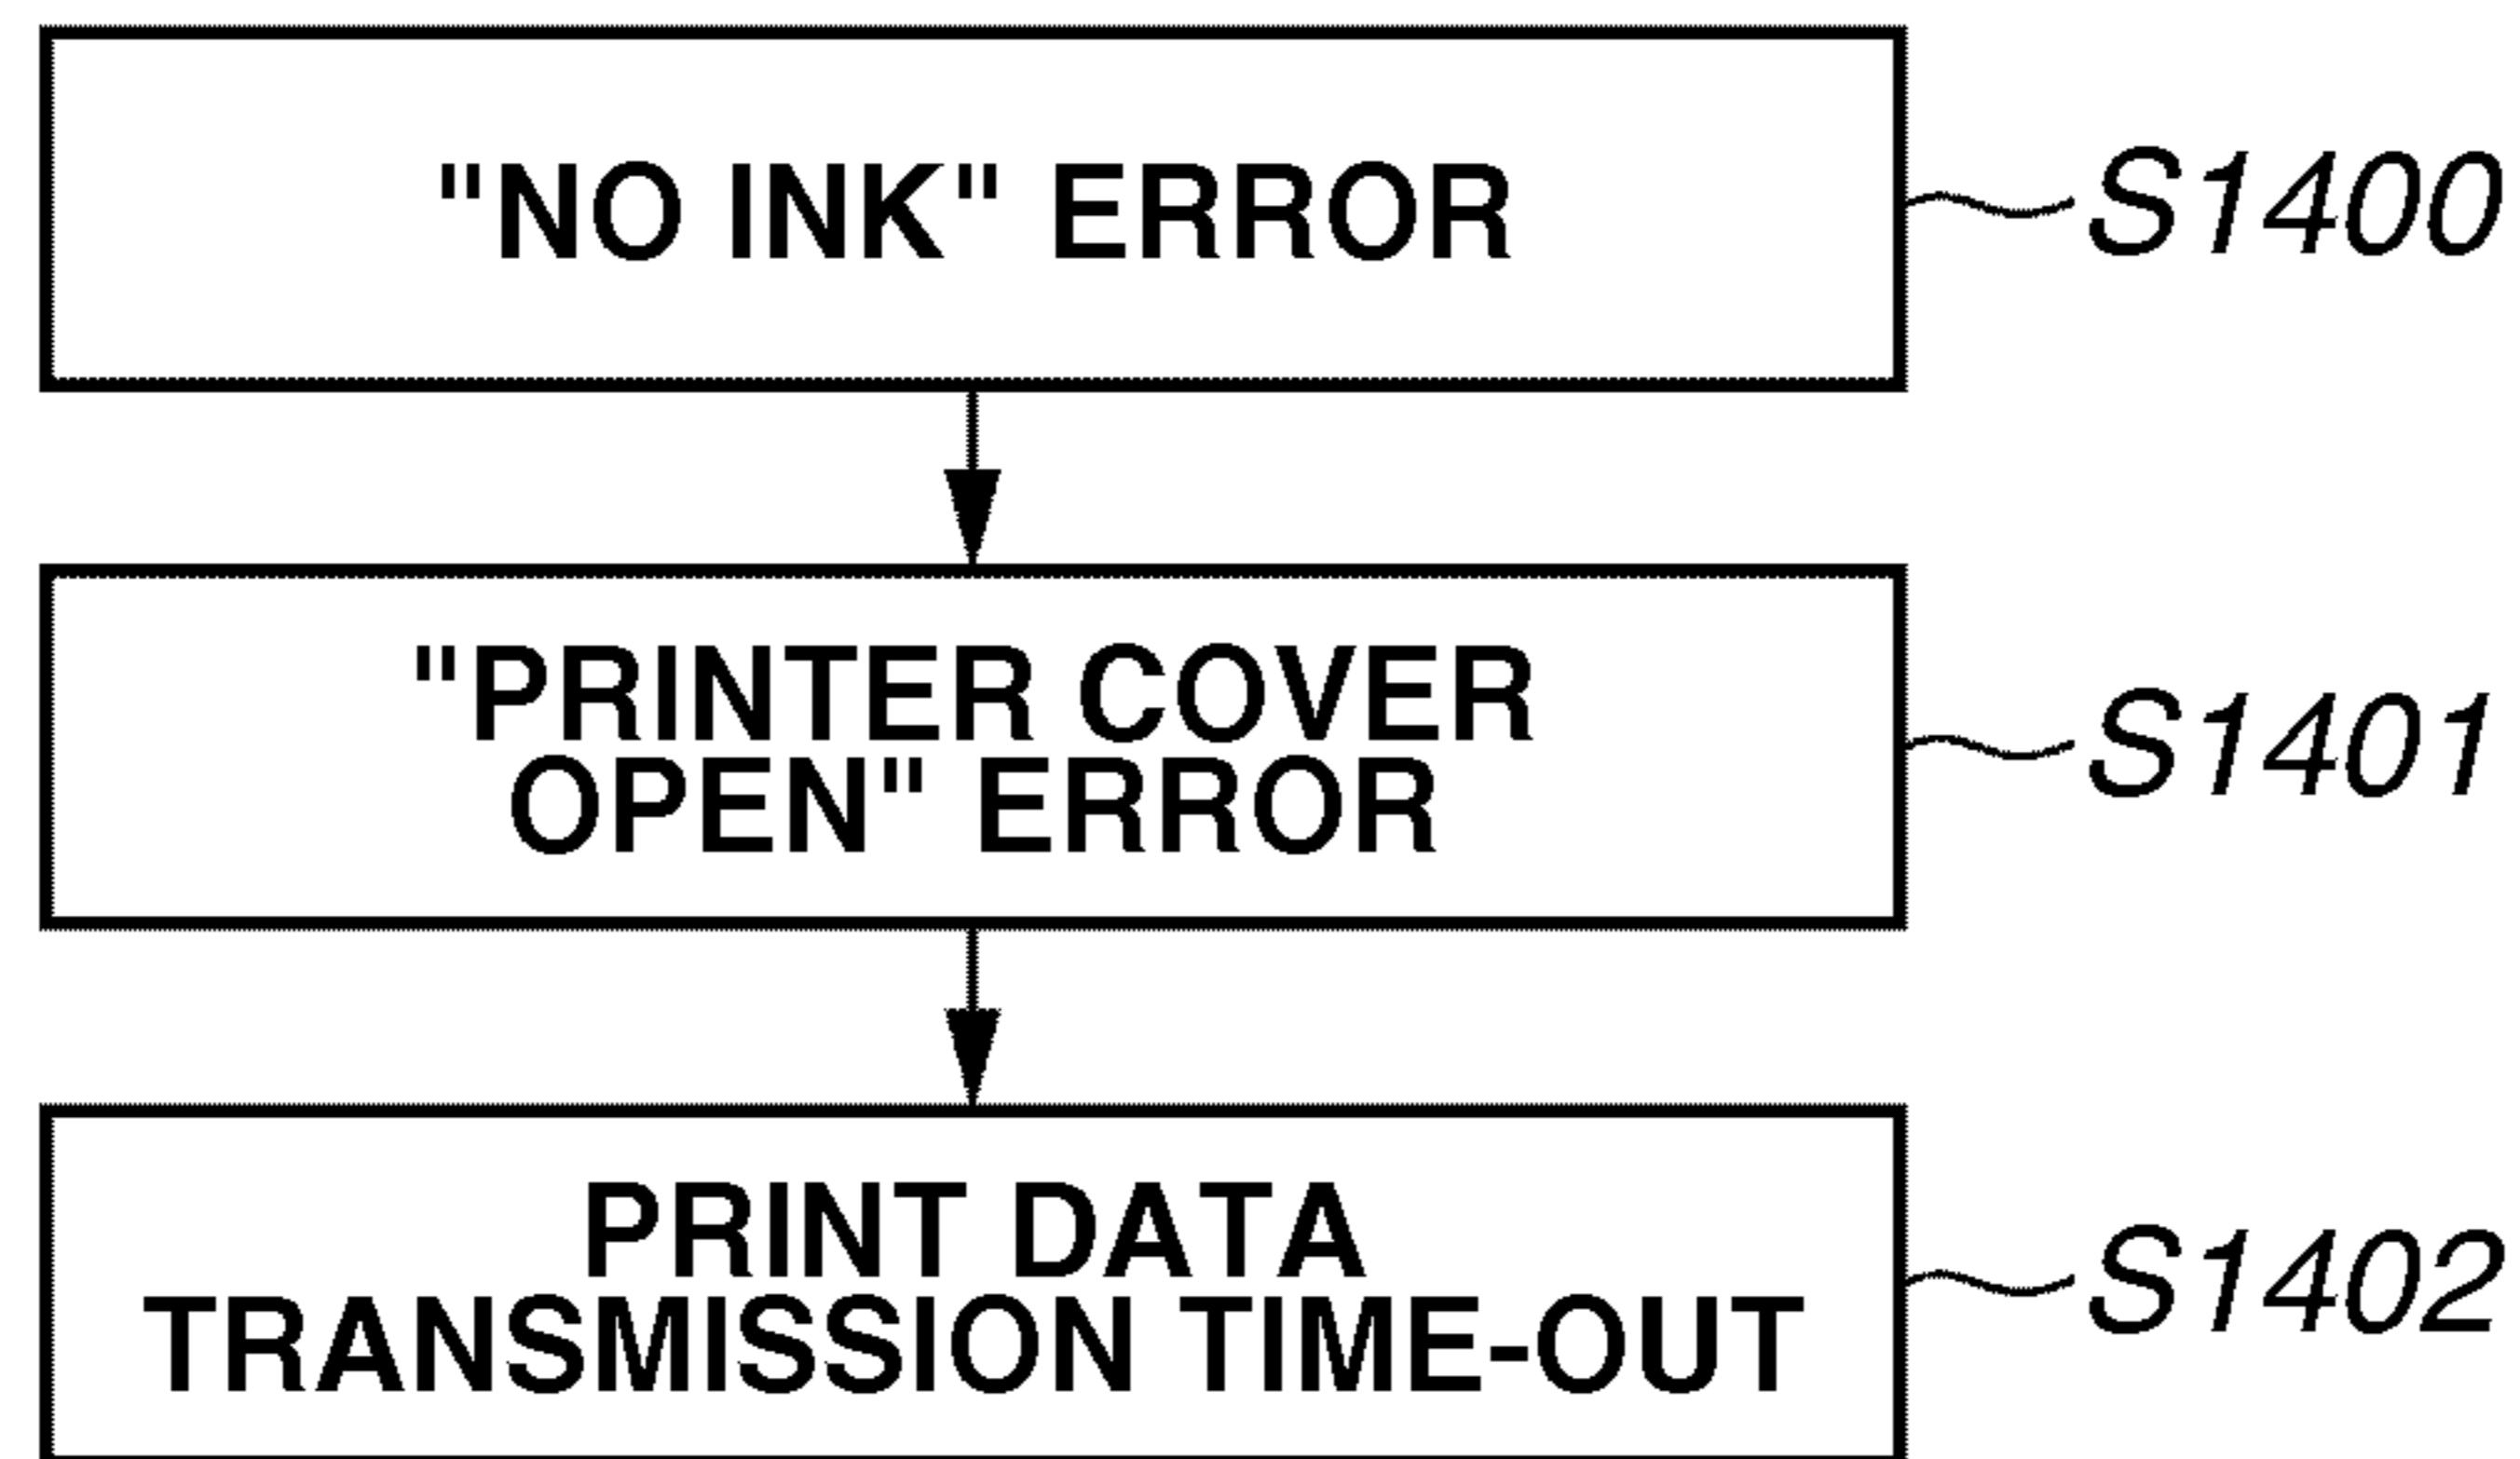 "NO INK" ERROR
S1400
"PRINTER COVER
OPEN" ERROR
S1401
PRINT DATA
TRANSMISSION TIME-OUT
S1402